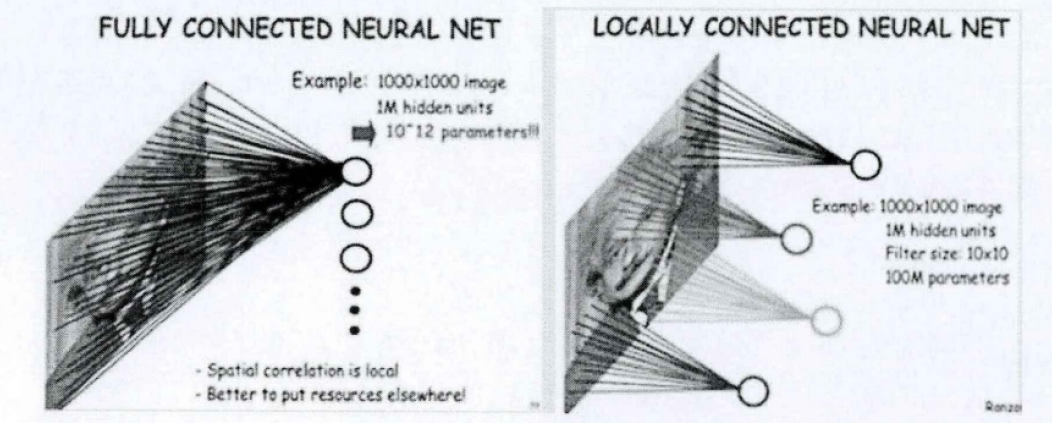 FULLY CONNECTED NEURAL NET
Example: 1000x1000 image
1M hidden units
10^12 parameters!!!
- Spatial correlation is local
- Better to put resources elsewhere!
LOCALLY CONNECTED NEURAL NET
Example: 1000x1000 image
1M hidden units
Filter size: 10x10
100M parameters
Ranzo